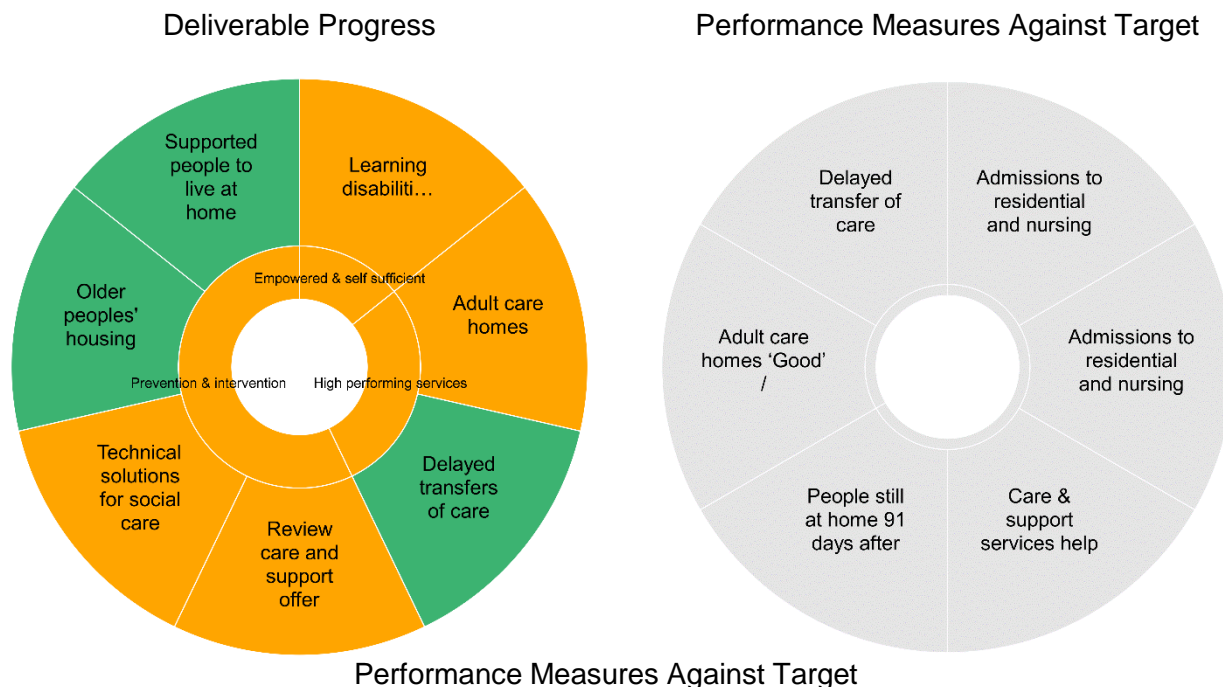 Deliverable Progress
Performance Measures Against Target
Supported
people to
live at
home
Learning
disabiliti…
Older
peoples'
housing
Adult care
homes
Empowered & self sufficient
Prevention & intervention
High performing services
Technical
solutions
for social
care
Review
care and
support
offer
Delayed
transfers
of care
Delayed
transfer of
care
Admissions to
residential
and nursing
Adult care
homes ‘Good’
/
Admissions to
residential
and nursing
People still
at home 91
days after
Care &
support
services help
Performance Measures Against Target